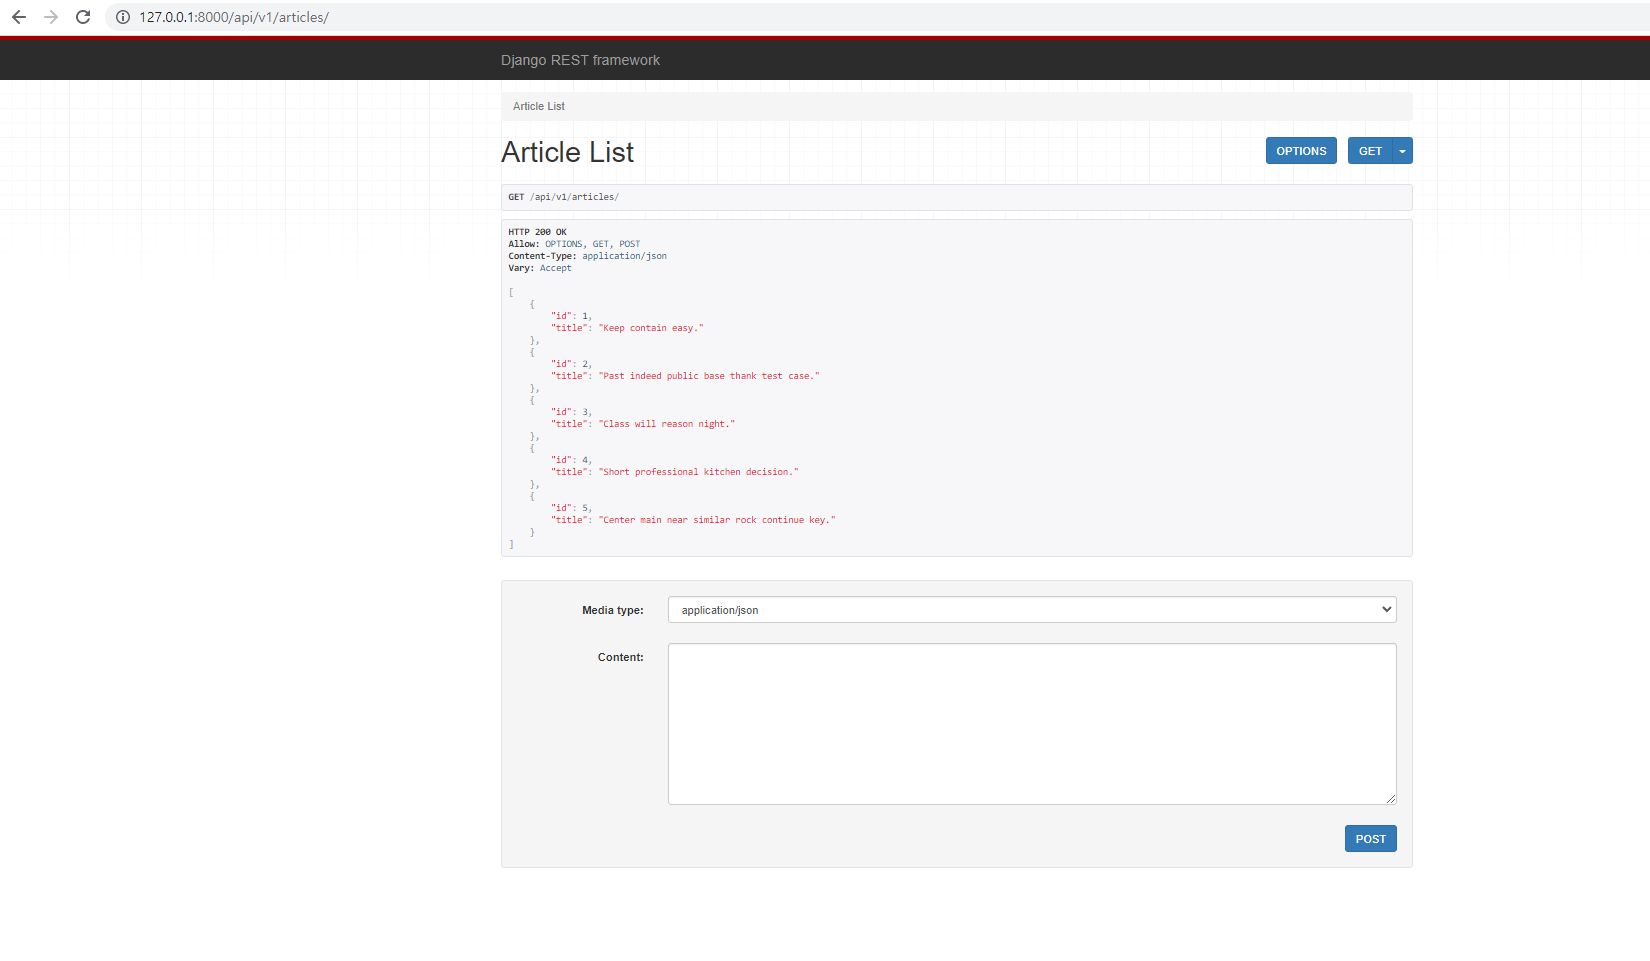 127.0.0.1:8000/api/v1/articles/
Django REST framework
Article List
Article List
OPTIONS GET
GET /api/v1/articles/
HTTP 200 OK
Allow: OPTIONS, GET, POST
Content-Type: application/json
Vary: Accept
[
    {
        "id": 1,
        "title": "Keep contain easy."
    },
    {
        "id": 2,
        "title": "Past indeed public base thank test case."
    },
    {
        "id": 3,
        "title": "Class will reason night."
    },
    {
        "id": 4,
        "title": "Short professional kitchen decision."
    },
    {
        "id": 5,
        "title": "Center main near similar rock continue key."
    }
]
Media type: application/json
Content:
POST